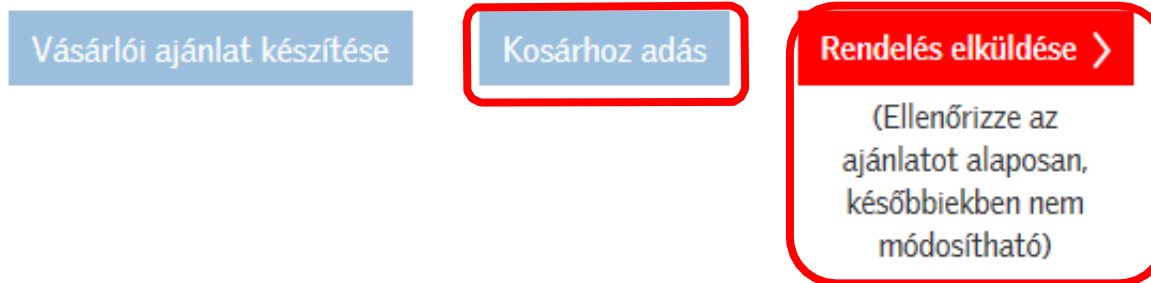 Vásárlói ajánlat készítése
Kosárhoz adás
Rendelés elküldése
(Ellenőrizze az
ajánlatot alaposan,
későbbiekben nem
módosítható)